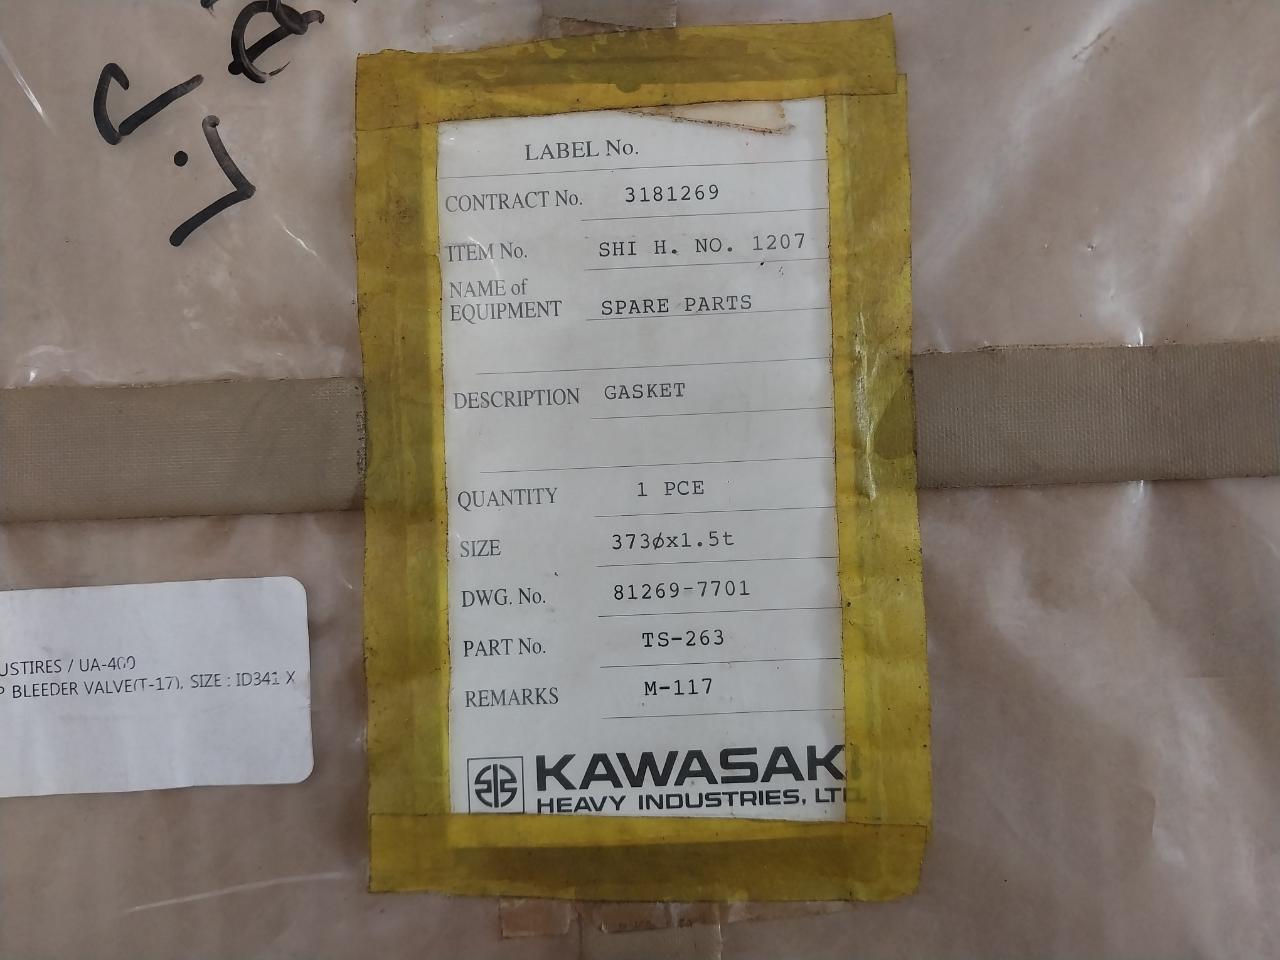 LABEL No.
CONTRACT No. 3181269
ITEM No. SHI H. NO. 1207
NAME of
EQUIPMENT SPARE PARTS
DESCRIPTION GASKET
QUANTITY 1 PCE
SIZE 373øx1.5t
DWG. No. 81269-7701
PART No. TS-263
REMARKS M-117
KAWASAKI
HEAVY INDUSTRIES, LTD.
USTIRES / UA-400
P BLEEDER VALVE(T-17), SIZE : ID341 X